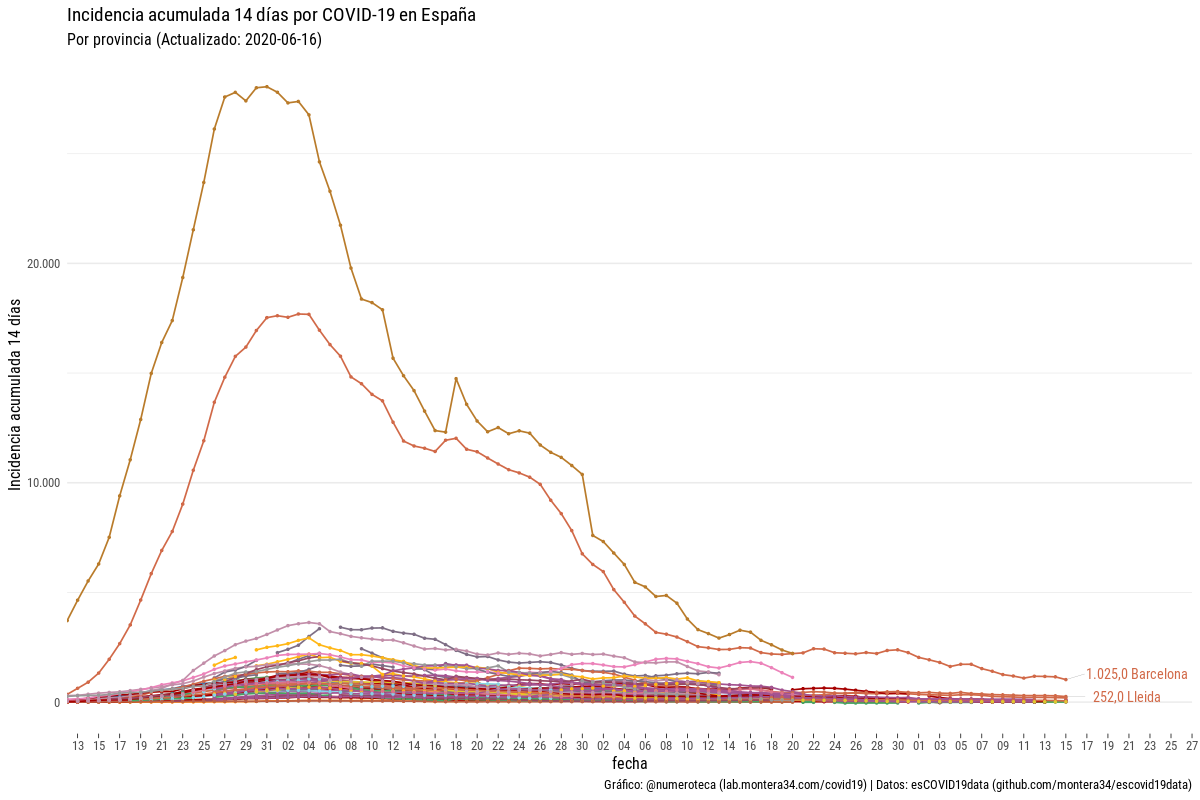 Incidencia acumulada 14 días por COVID-19 en España
Por provincia (Actualizado: 2020-06-16)
Incidencia acumulada 14 días
20.000
10.000
0
1.025,0 Barcelona
252,0 Lleida
13 15 17 19 21 23 25 27 29 31 02 04 06 08 10 12 14 16 18 20 22 24 26 28 30 02 04 06 08 10 12 14 16 18 20 22 24 26 28 30 01 03 05 07 09 11 13 15 17 19 21 23 25 27
fecha
Gráfico: @numeroteca (lab.montera34.com/covid19) | Datos: esCOVID19data (github.com/montera34/escovid19data)